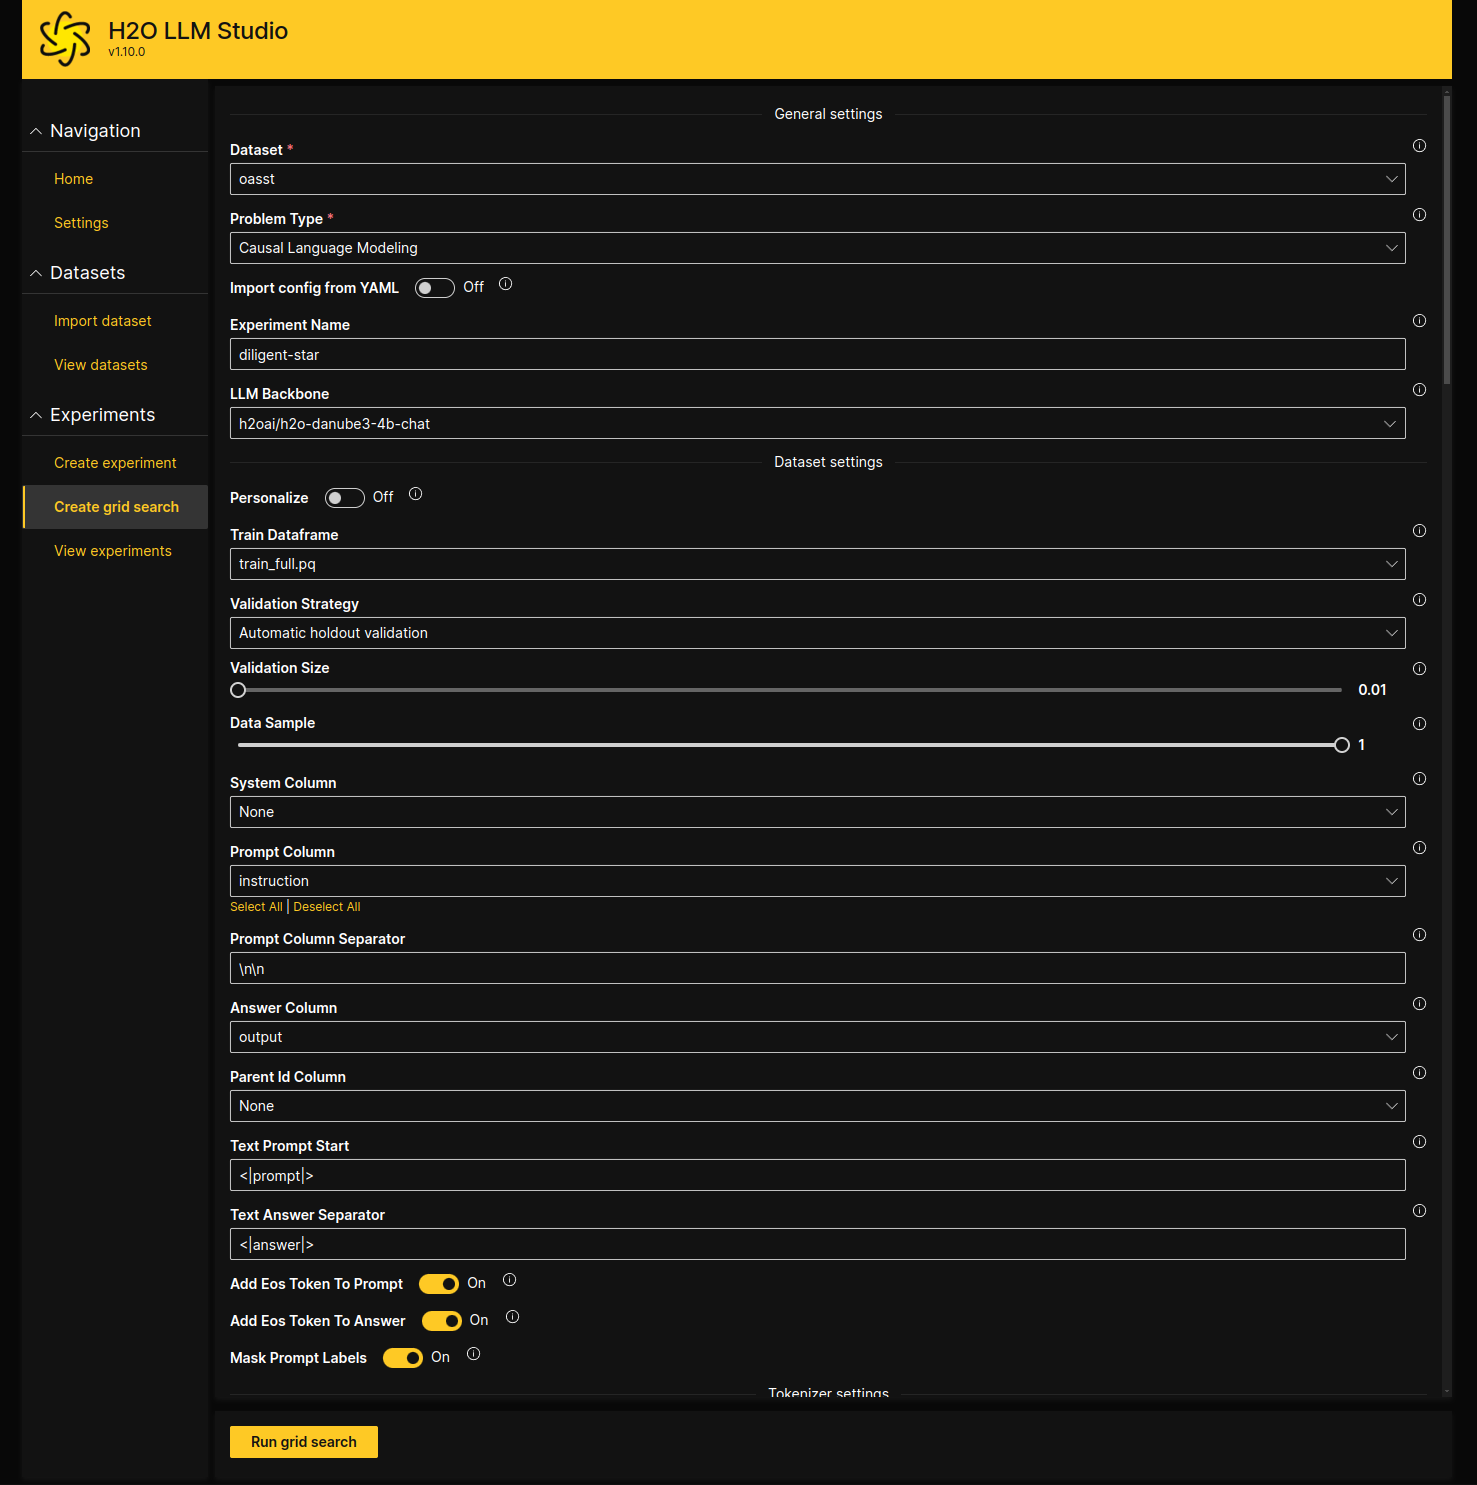 H2O LLM Studio
v1.10.0
Navigation
Home
Settings
Datasets
Import dataset
View datasets
Experiments
Create experiment
Create grid search
View experiments
General settings
Dataset *
oasst
Problem Type *
Causal Language Modeling
Import config from YAML Off
Experiment Name
diligent-star
LLM Backbone
h2oai/h2o-danube3-4b-chat
Dataset settings
Personalize Off
Train Dataframe
train_full.pq
Validation Strategy
Automatic holdout validation
Validation Size
0.01
Data Sample
1
System Column
None
Prompt Column
instruction
Select All | Deselect All
Prompt Column Separator
\n\n
Answer Column
output
Parent Id Column
None
Text Prompt Start
<|prompt|>
Text Answer Separator
<|answer|>
Add Eos Token To Prompt On
Add Eos Token To Answer On
Mask Prompt Labels On
Tokenizer settings
Run grid search